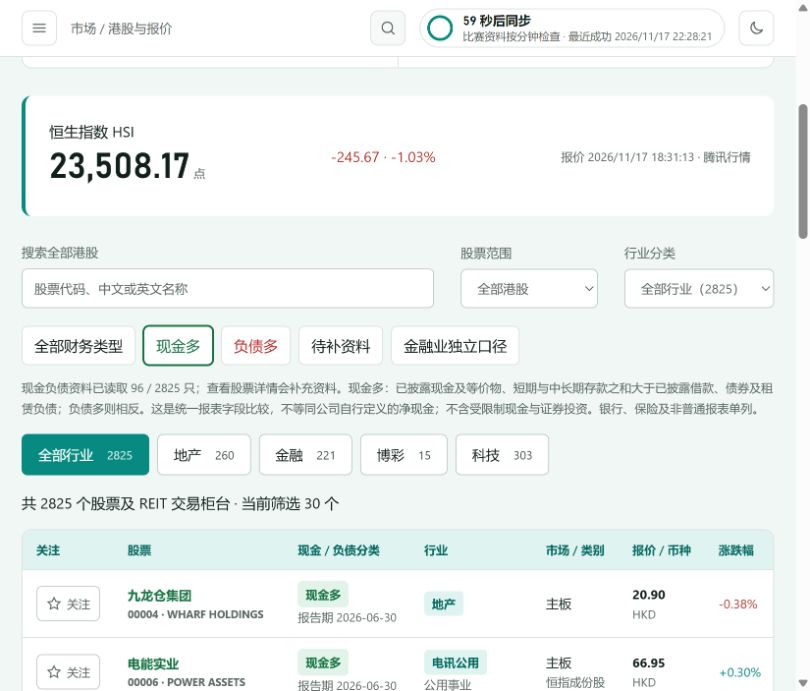 市场 / 港股与报价
59 秒后同步
比赛资料按分钟检查 · 最近成功 2026/11/17 22:28:21
恒生指数 HSI
23,508.17 点
-245.67 · -1.03%
报价 2026/11/17 18:31:13 · 腾讯行情
搜索全部港股
股票范围
行业分类
股票代码、中文或英文名称
全部港股
全部行业（2825）
全部财务类型
现金多
负债多
待补资料
金融业独立口径
现金负债资料已读取 96 / 2825 只；查看股票详情会补充资料。现金多：已披露现金及等价物、短期与中长期存款之和大于已披露借款、债券及租
赁负债；负债多则相反。这是统一报表字段比较，不等同公司自行定义的净现金；不含受限制现金与证券投资。银行、保险及非普通报表单列。
全部行业 2825
地产 260
金融 221
博彩 15
科技 303
共 2825 个股票及 REIT 交易柜台 · 当前筛选 30 个
关注 股票 现金 / 负债分类 行业 市场 / 类别 报价 / 币种 涨跌幅
关注
九龙仓集团
00004 · WHARF HOLDINGS
现金多
报告期 2026-06-30
地产
主板
20.90
HKD
-0.38%
关注
电能实业
00006 · POWER ASSETS
现金多
报告期 2026-06-30
电讯公用
公用事业
主板
恒指成份股
66.95
HKD
+0.30%